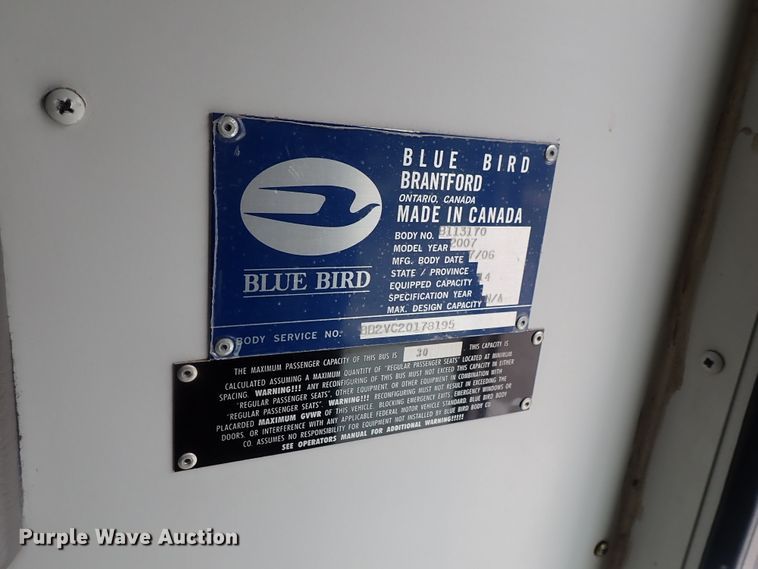 BLUE BIRD
BRANTFORD
ONTARIO, CANADA
MADE IN CANADA
BODY NO. B113170
MODEL YEAR 2007
MFG. BODY DATE 7/06
STATE / PROVINCE
EQUIPPED CAPACITY 14
SPECIFICATION YEAR
MAX. DESIGN CAPACITY N/A
BLUE BIRD
BODY SERVICE NO. BB2VC20178195
THE MAXIMUM PASSENGER CAPACITY OF THIS BUS IS 30 . THIS CAPACITY IS
CALCULATED ASSUMING A MAXIMUM QUANTITY OF "REGULAR PASSENGER SEATS" LOCATED AT MINIMUM
SPACING. WARNING!!! ANY RECONFIGURING OF THIS BUS MUST NOT EXCEED THIS CAPACITY IN EITHER
"REGULAR PASSENGER SEATS", OTHER EQUIPMENT, OR OTHER EQUIPMENT IN COMBINATION WITH
"REGULAR PASSENGER SEATS". WARNING!!! RECONFIGURING MUST NOT RESULT IN EXCEEDING THE
PLACARDED MAXIMUM GVWR OF THIS VEHICLE. BLOCKING EMERGENCY EXITS, EMERGENCY WINDOWS OR
DOORS, OR INTERFERENCE WITH ANY APPLICABLE FEDERAL MOTOR VEHICLE STANDARD. BLUE BIRD BODY
CO. ASSUMES NO RESPONSIBILITY FOR EQUIPMENT NOT INSTALLED BY BLUE BIRD BODY CO.
SEE OPERATORS MANUAL FOR ADDITIONAL WARNING!!!!!
Purple Wave Auction